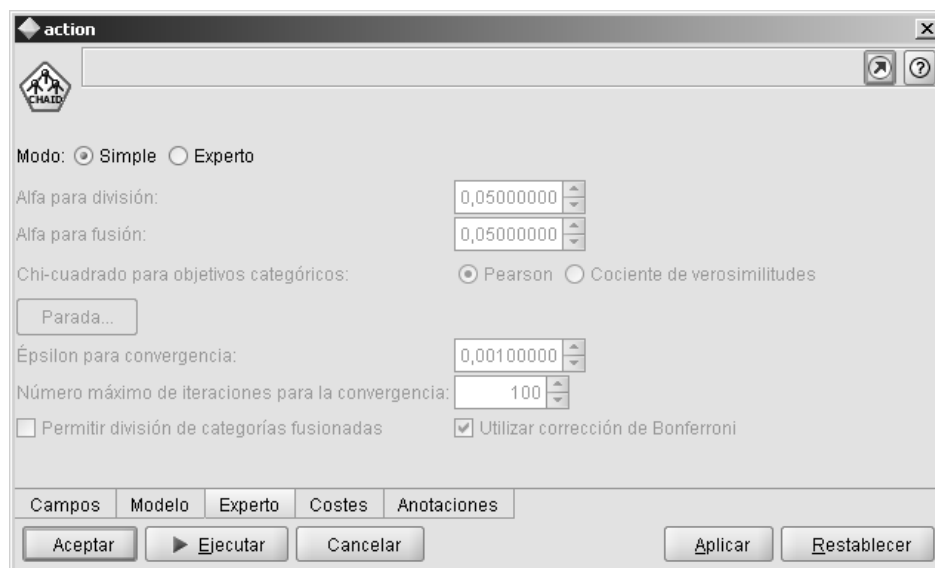 action
CHAID
Modo: Simple Experto
Alfa para división: 0,05000000
Alfa para fusión: 0,05000000
Chi-cuadrado para objetivos categóricos: Pearson Cociente de verosimilitudes
Parada...
Épsilon para convergencia: 0,00100000
Número máximo de iteraciones para la convergencia: 100
Permitir división de categorías fusionadas Utilizar corrección de Bonferroni
Campos Modelo Experto Costes Anotaciones
Aceptar Ejecutar Cancelar Aplicar Restablecer